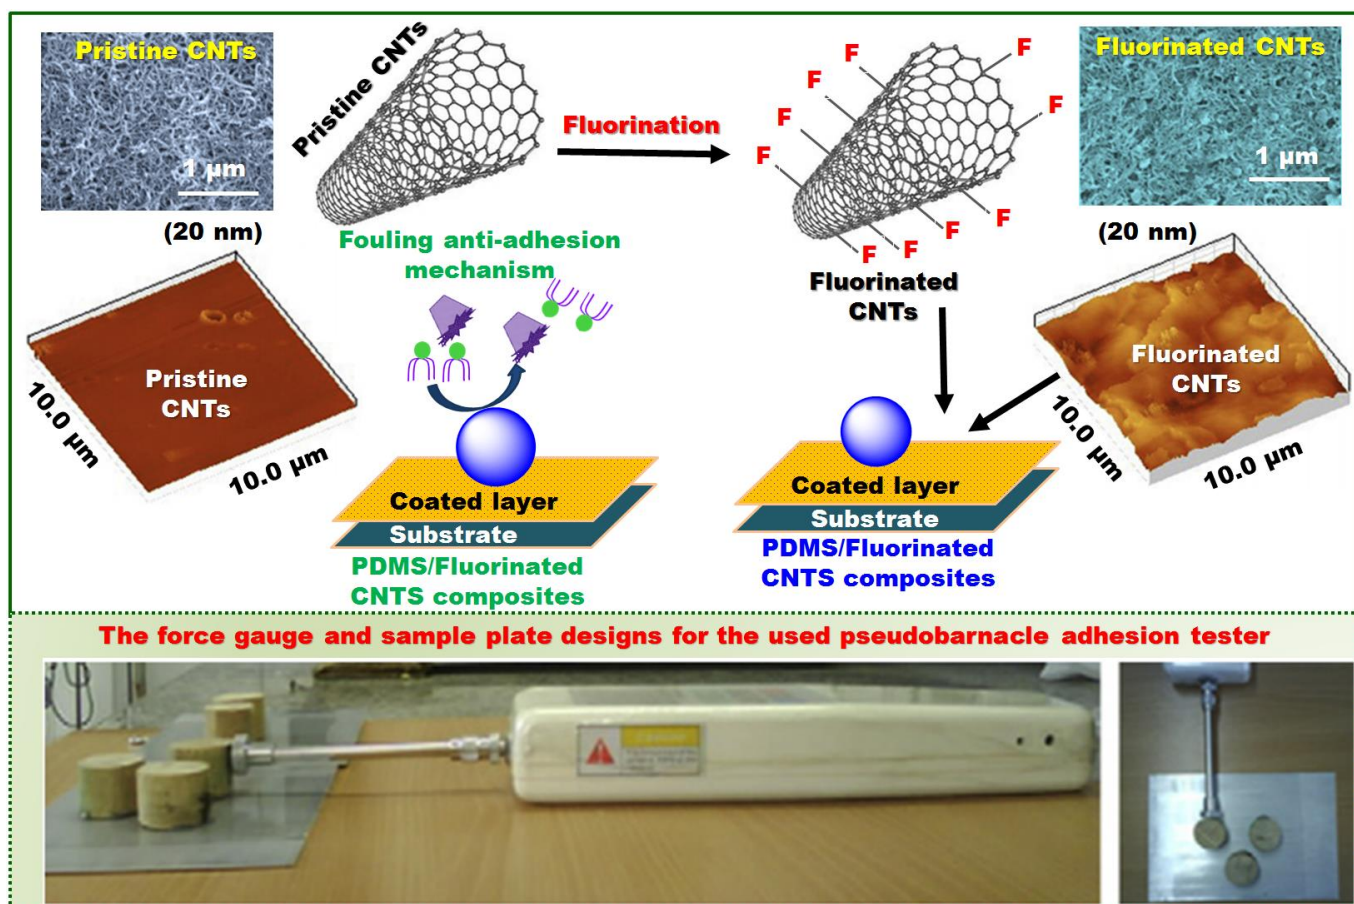 Pristine CNTs
1 µm
(20 nm)
Pristine CNTs
Fluorination
F
F
F
F
F
F
F
F
F
F
Fluorinated
CNTs
Fluorinated CNTs
1 µm
(20 nm)
Fouling anti-adhesion
mechanism
Pristine
CNTs
10.0 µm
10.0 µm
Coated layer
Substrate
PDMS/Fluorinated
CNTS composites
Coated layer
Substrate
PDMS/Fluorinated
CNTS composites
Fluorinated
CNTs
10.0 µm
10.0 µm
The force gauge and sample plate designs for the used pseudobarnacle adhesion tester